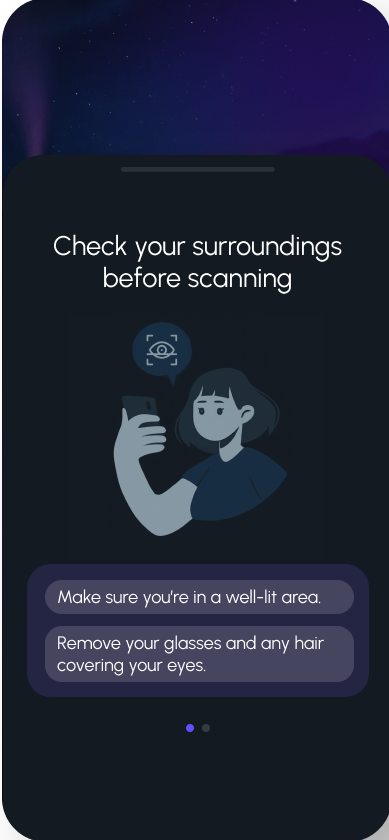 Check your surroundings
before scanning
Make sure you're in a well-lit area.
Remove your glasses and any hair
covering your eyes.